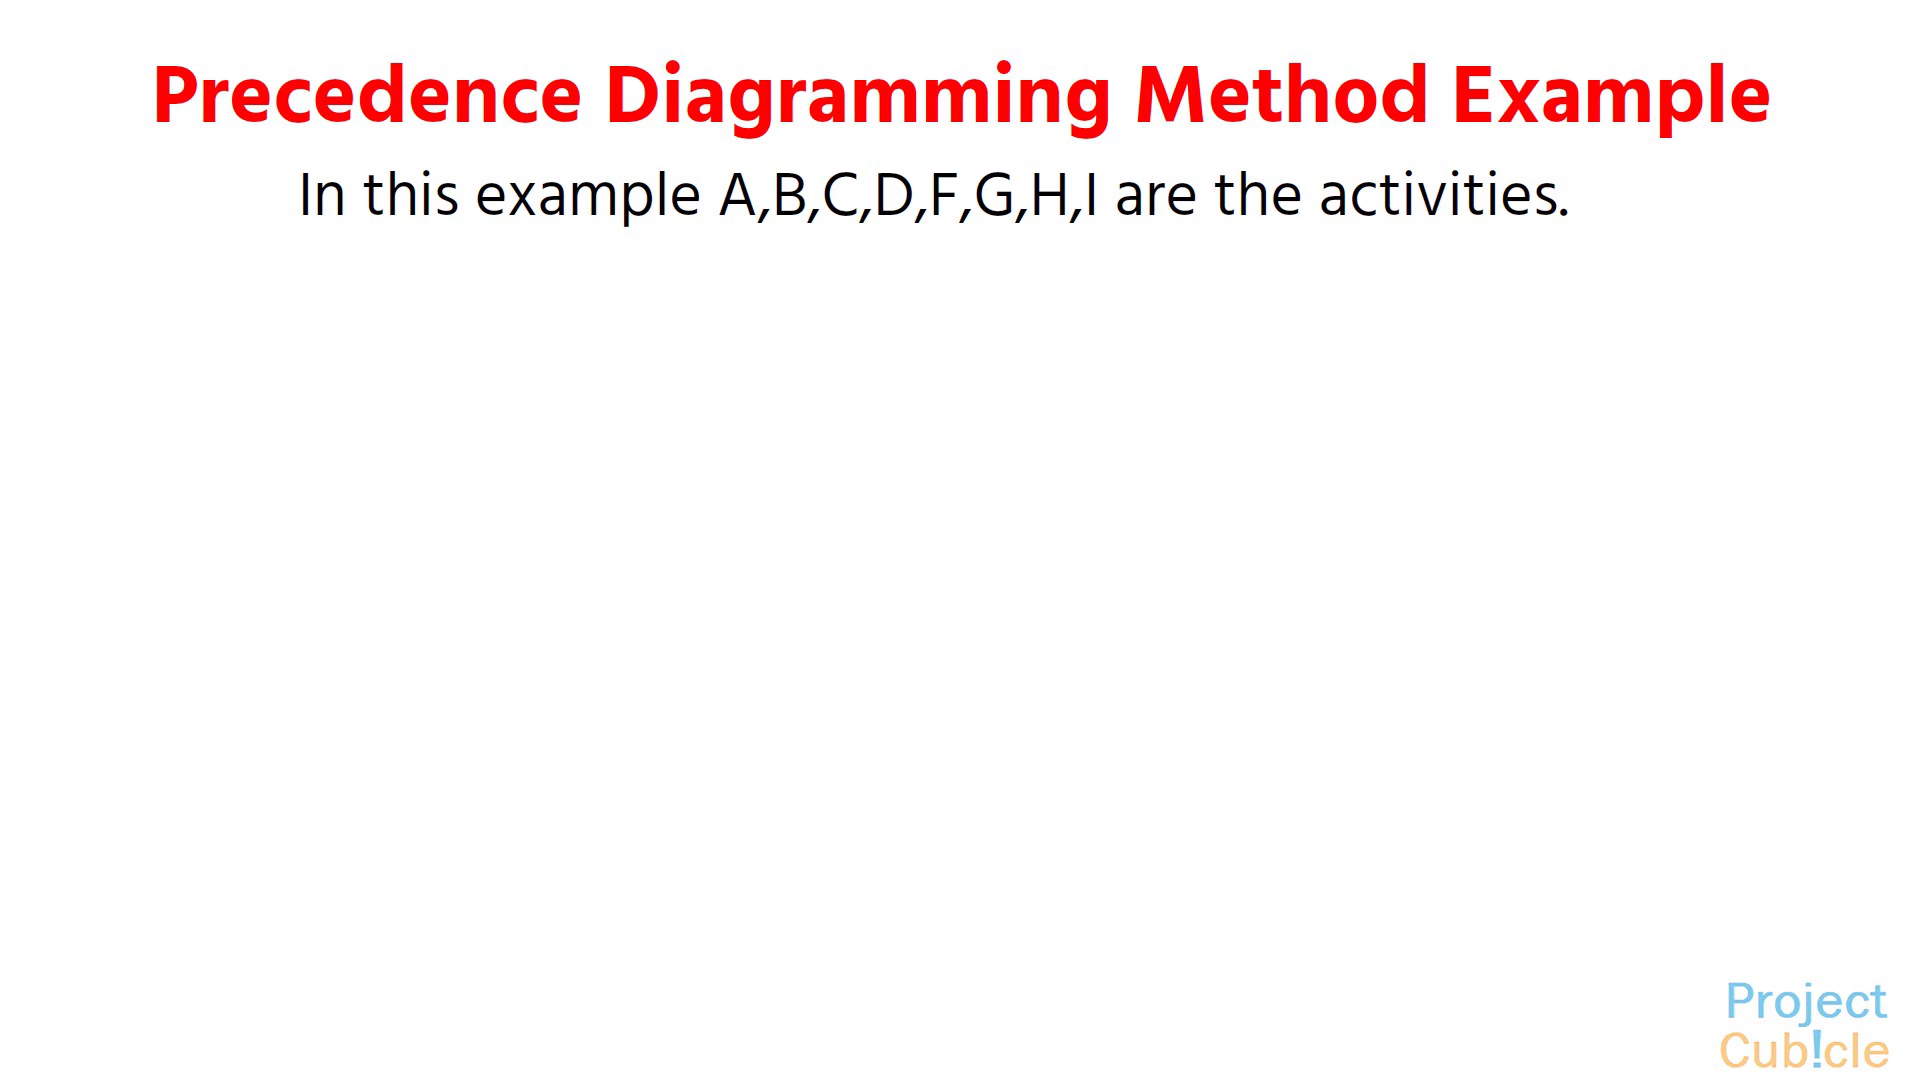 Precedence Diagramming Method Example
In this example A,B,C,D,F,G,H,I are the activities.
Project
Cub!cle